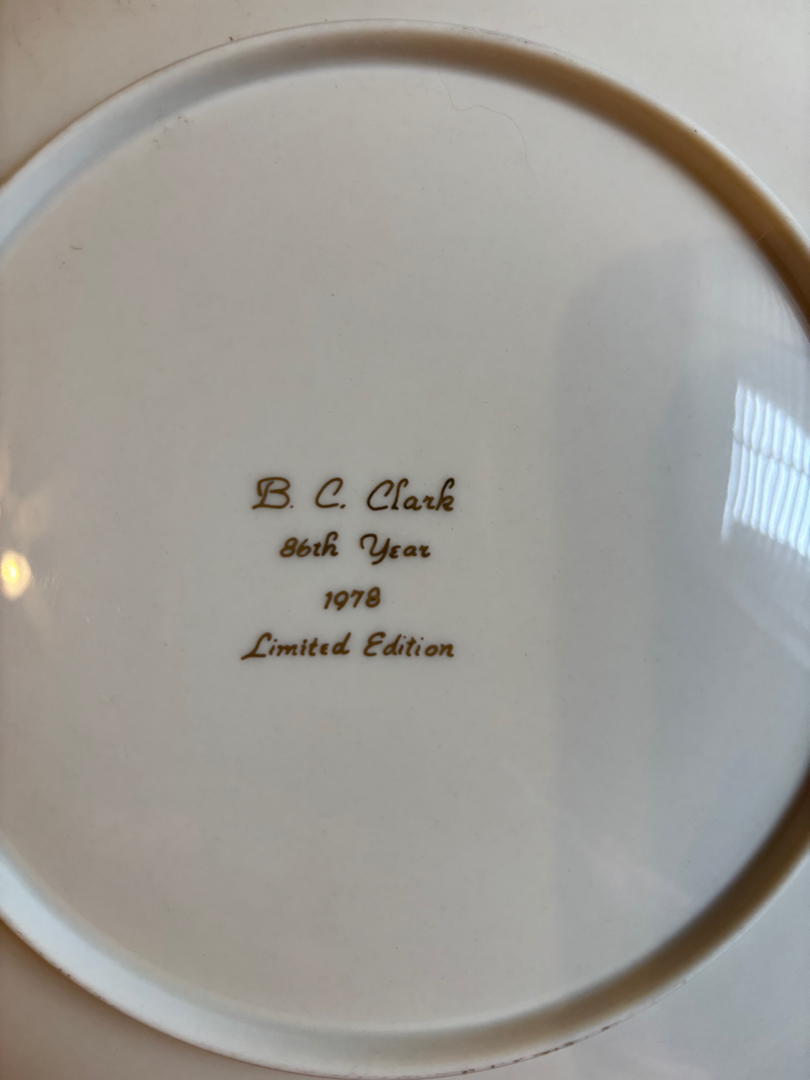 B. C. Clark
86th Year
1978
Limited Edition